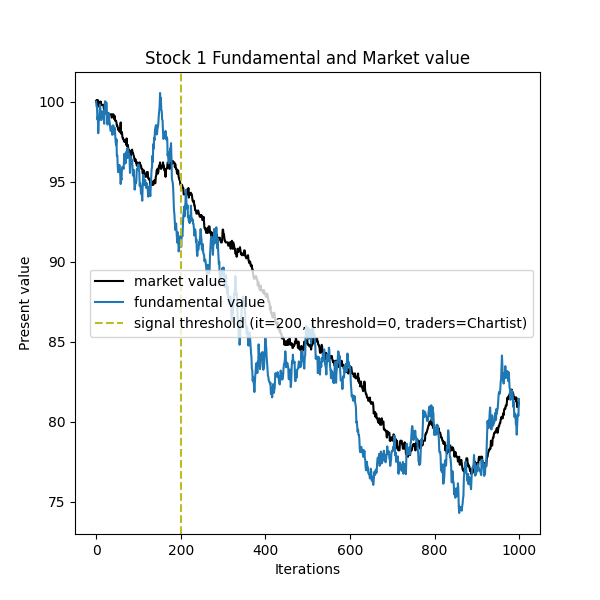 Stock 1 Fundamental and Market value
100
95
90
85
80
75
Present value
market value
fundamental value
signal threshold (it=200, threshold=0, traders=Chartist)
0 200 400 600 800 1000
Iterations